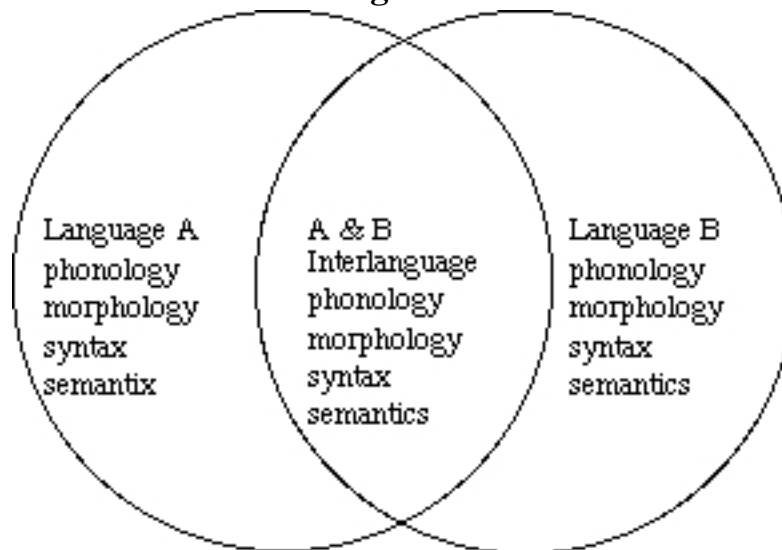 Language A
phonology
morphology
syntax
semantix
A & B
Interlanguage
phonology
morphology
syntax
semantics
Language B
phonology
morphology
syntax
semantics